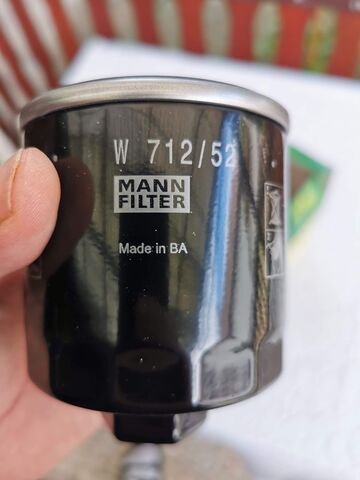 W 712/52
MANN
FILTER
Made in BA